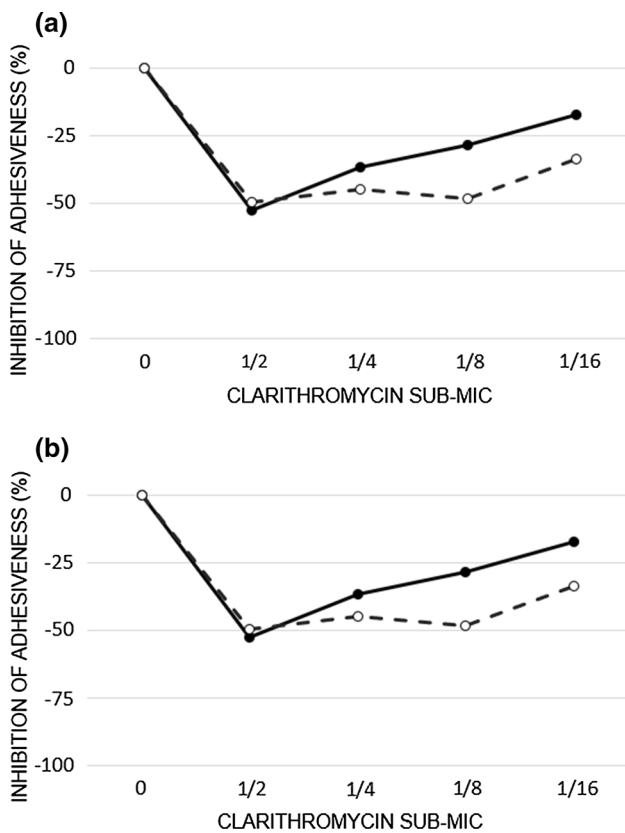 (a)
INHIBITION OF ADHESIVENESS (%)
0
-25
-50
-75
-100
0 1/2 1/4 1/8 1/16
CLARITHROMYCIN SUB-MIC
(b)
INHIBITION OF ADHESIVENESS (%)
0
-25
-50
-75
-100
0 1/2 1/4 1/8 1/16
CLARITHROMYCIN SUB-MIC